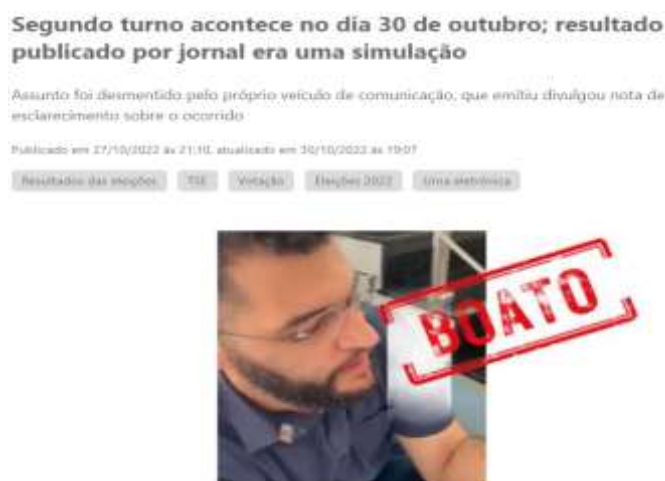 Segundo turno acontece no dia 30 de outubro; resultado
publicado por jornal era uma simulação
Assunto foi desmentido pelo próprio veículo de comunicação, que emitiu divulgou nota de
esclarecimento sobre o ocorrido
Publicado em 27/10/2022 às 21:10, atualizado em 30/10/2022 às 19:07
Resultados das eleições TSE Votação Eleições 2022 Urna eletrônica
BOATO